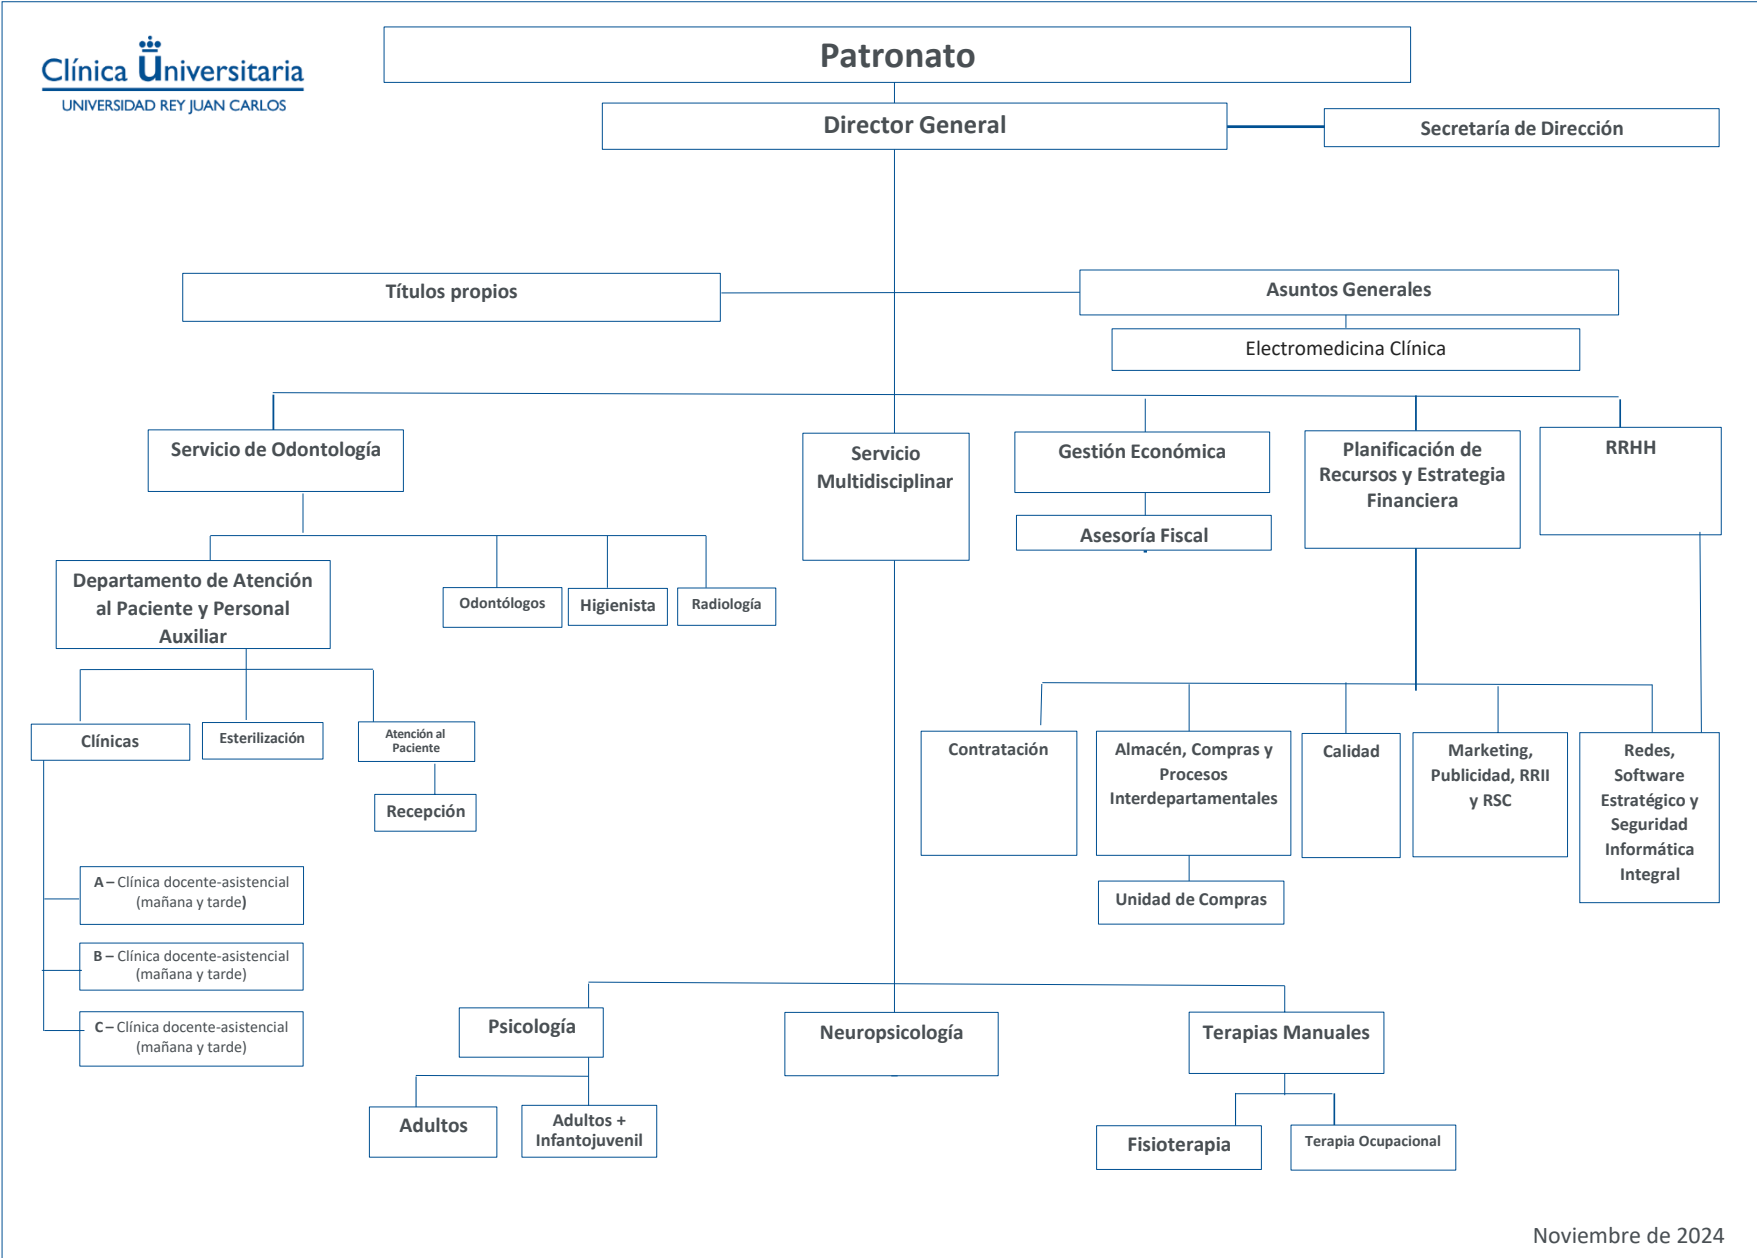 Clínica Universitaria
UNIVERSIDAD REY JUAN CARLOS
Patronato
Director General
Secretaría de Dirección
Títulos propios
Asuntos Generales
Electromedicina Clínica
Servicio de Odontología
Servicio
Multidisciplinar
Gestión Económica
Planificación de
Recursos y Estrategia
Financiera
RRHH
Asesoría Fiscal
Departamento de Atención
al Paciente y Personal
Auxiliar
Odontólogos
Higienista
Radiología
Clínicas
Esterilización
Atención al
Paciente
Recepción
Contratación
Almacén, Compras y
Procesos
Interdepartamentales
Calidad
Marketing,
Publicidad, RRII
y RSC
Redes,
Software
Estratégico y
Seguridad
Informática
Integral
Unidad de Compras
A – Clínica docente-asistencial
(mañana y tarde)
B – Clínica docente-asistencial
(mañana y tarde)
C – Clínica docente-asistencial
(mañana y tarde)
Psicología
Neuropsicología
Terapias Manuales
Adultos
Adultos +
Infantojuvenil
Fisioterapia
Terapia Ocupacional
Noviembre de 2024